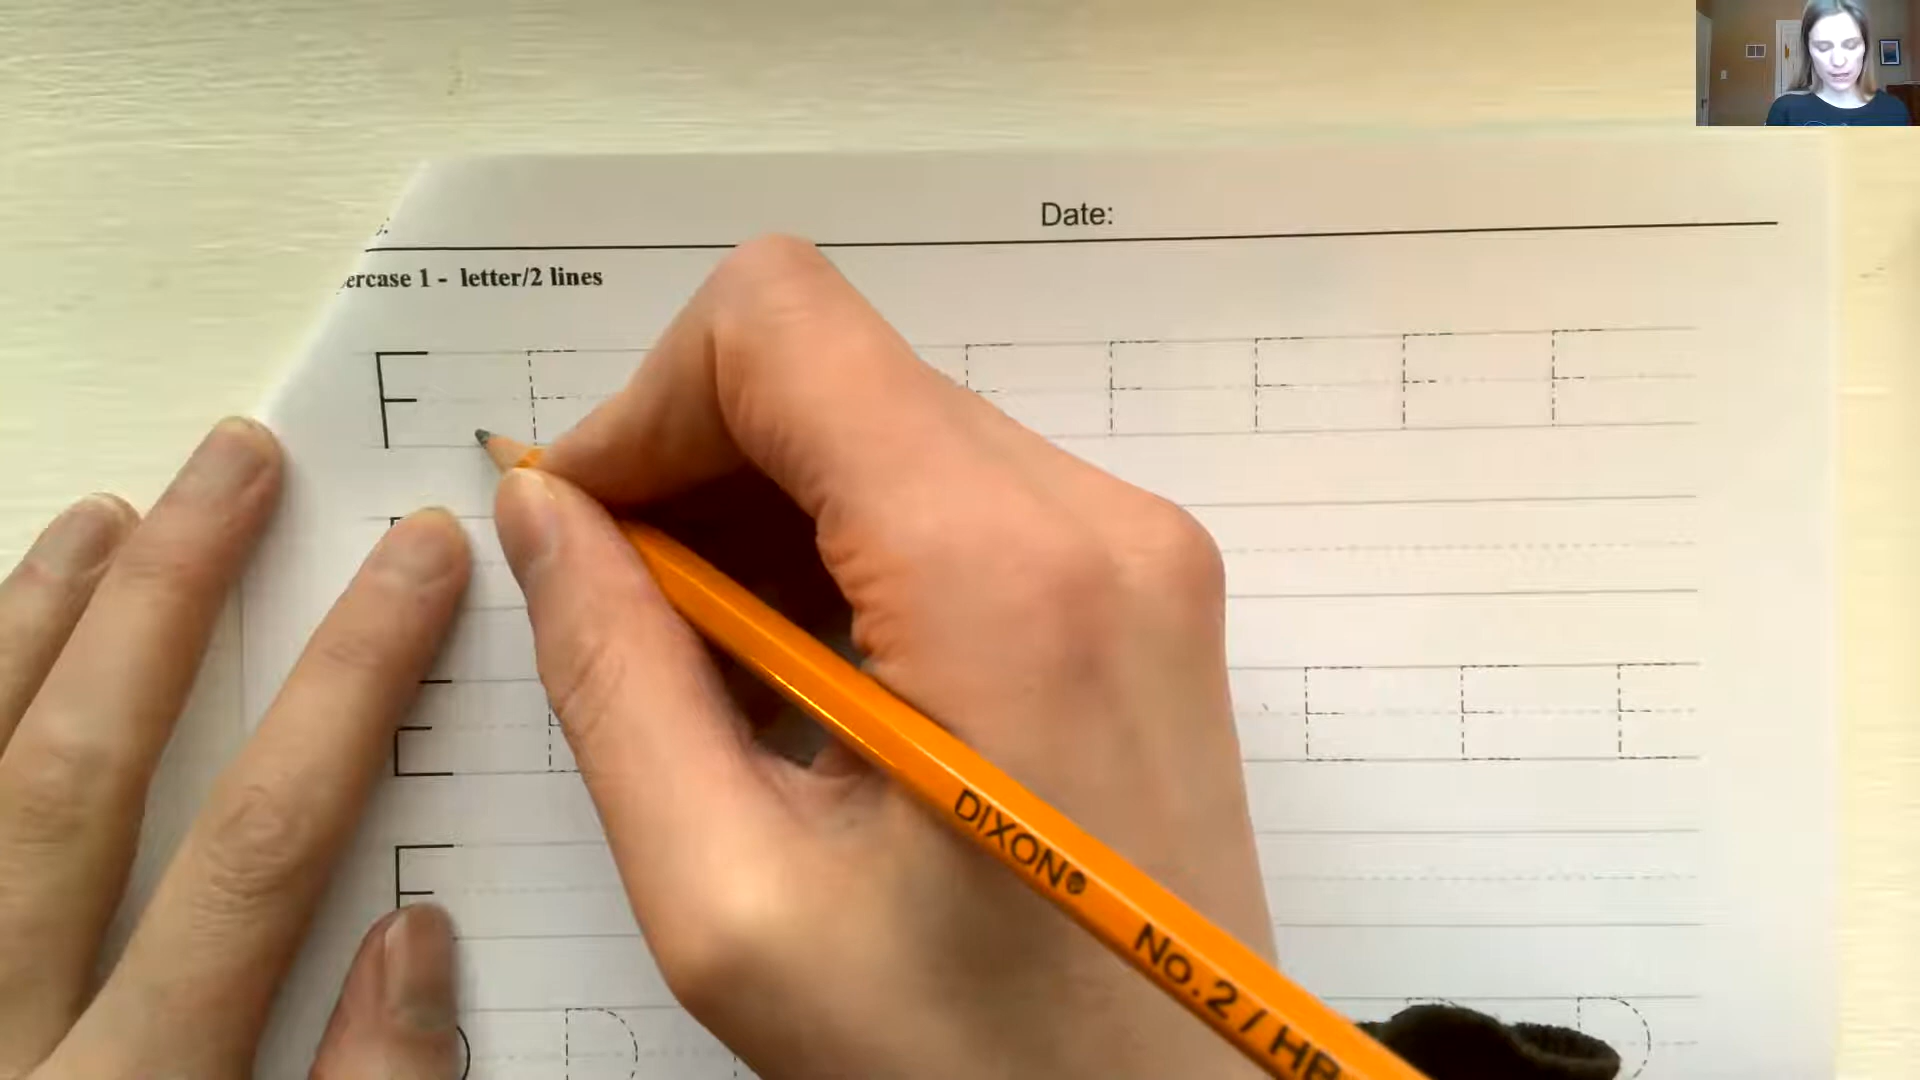 Date:
ercase 1 - letter/2 lines
F F F F F F F
F
E E E E
F
D D
DIXON® No.2 / HB